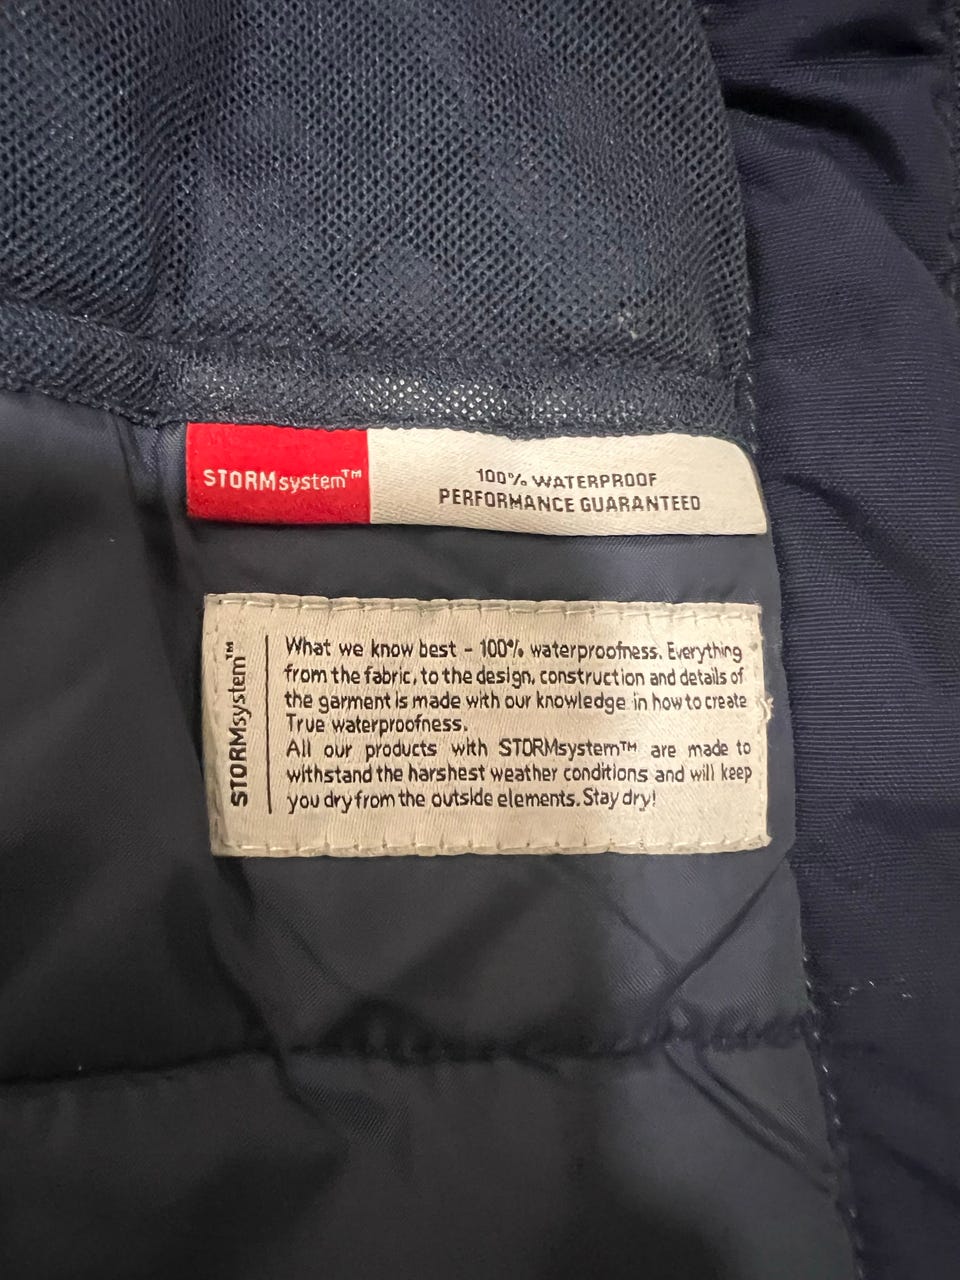 STORMsystem™
100% WATERPROOF
PERFORMANCE GUARANTEED
STORMsystem™
What we know best - 100% waterproofness. Everything
from the fabric, to the design, construction and details of
the garment is made with our knowledge in how to create
True waterproofness.
All our products with STORMsystem™ are made to
withstand the harshest weather conditions and will keep
you dry from the outside elements. Stay dry!